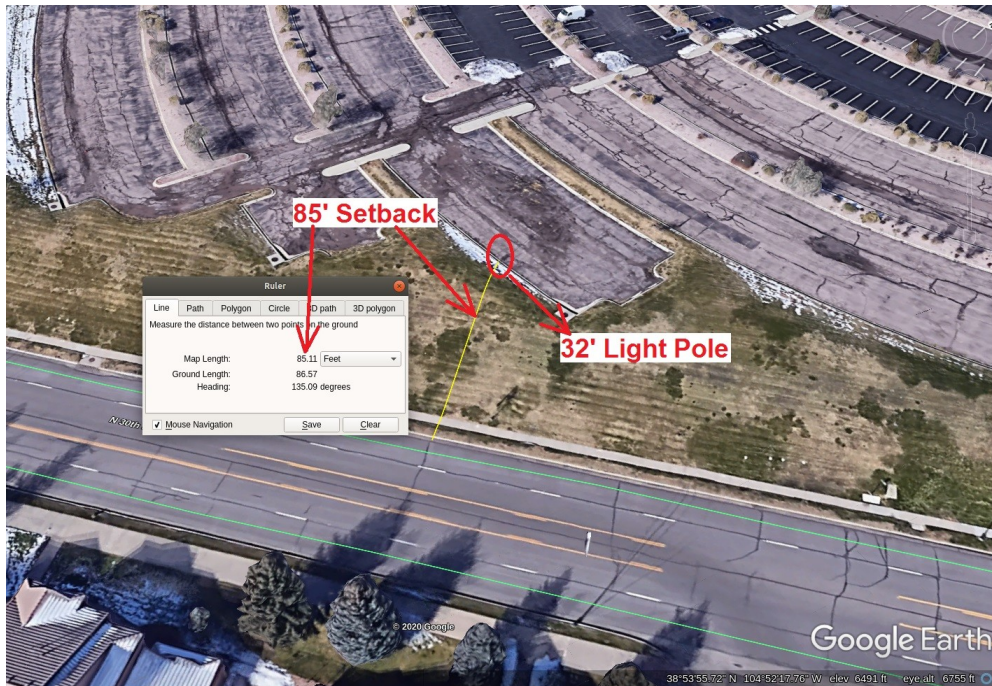 85' Setback
Ruler
Line Path Polygon Circle 3D path 3D polygon
Measure the distance between two points on the ground
32' Light Pole
Map Length: 85.11 Feet
Ground Length: 86.57
Heading: 135.09 degrees
Mouse Navigation Save Clear
N 30th
© 2020 Google
Google Earth
38°53'55.72" N 104°52'17.76" W elev 6491 ft eye alt 6755 ft